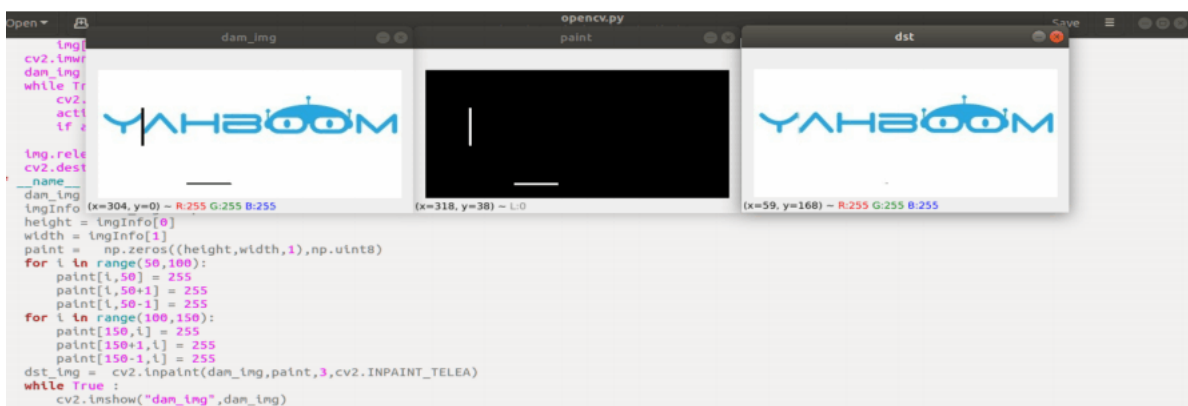 Open
opencv.py
Save
dam_img
paint
dst
img[
cv2.imwr
dam_img
while Tr
cv2.
acti
if a
img.rele
cv2.dest
__name__
dam_img
imgInfo
YAHBOOM
(x=304, y=0) ~ R:255 G:255 B:255
(x=318, y=38) ~ L:0
YAHBOOM
(x=59, y=168) ~ R:255 G:255 B:255
height = imgInfo[0]
width = imgInfo[1]
paint =   np.zeros((height,width,1),np.uint8)
for i in range(50,100):
    paint[i,50] = 255
    paint[i,50+1] = 255
    paint[i,50-1] = 255
for i in range(100,150):
    paint[150,i] = 255
    paint[150+1,i] = 255
    paint[150-1,i] = 255
dst_img =  cv2.inpaint(dam_img,paint,3,cv2.INPAINT_TELEA)
while True :
    cv2.imshow("dam_img",dam_img)